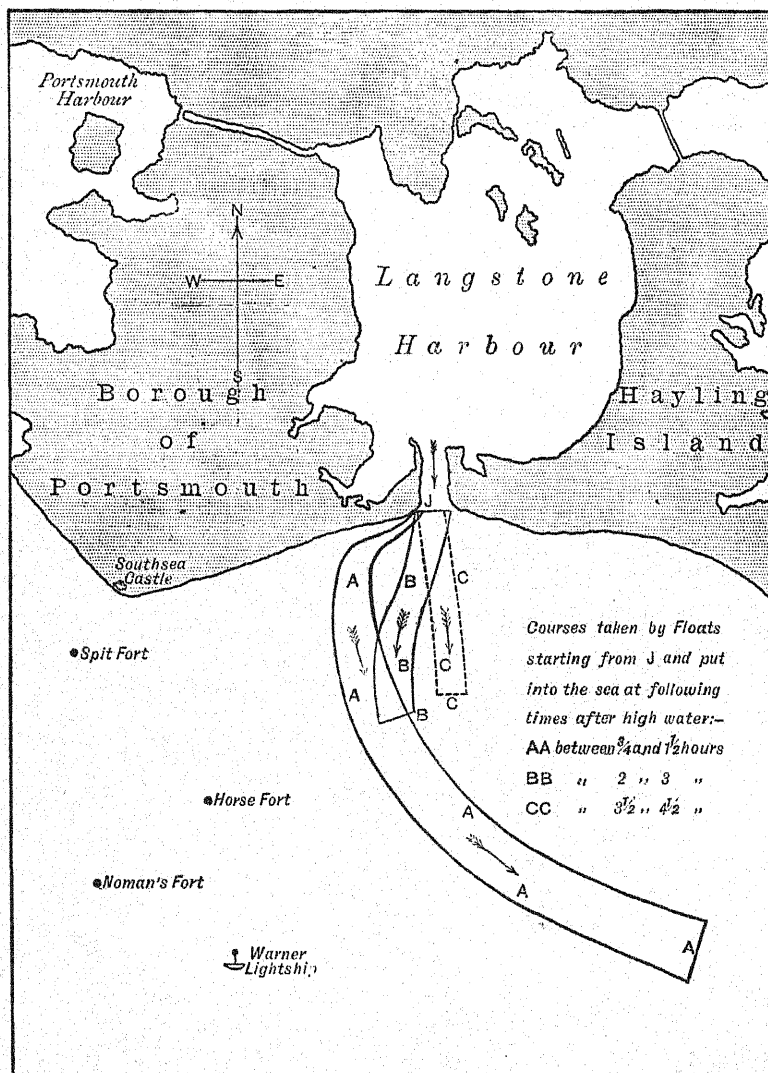 Portsmouth
Harbour
N
W E
S
Langstone
Harbour
Borough
of
Portsmouth
Hayling
Island
J
Southsea
Castle
Spit Fort
Horse Fort
Noman's Fort
Warner
Lightship
A
A
A
A
A
B
B
B
C
C
C
Courses taken by Floats
starting from J and put
into the sea at following
times after high water:-
AA between ¾ and 1½ hours
BB „ 2 „ 3 „
CC „ 3½ „ 4½ „